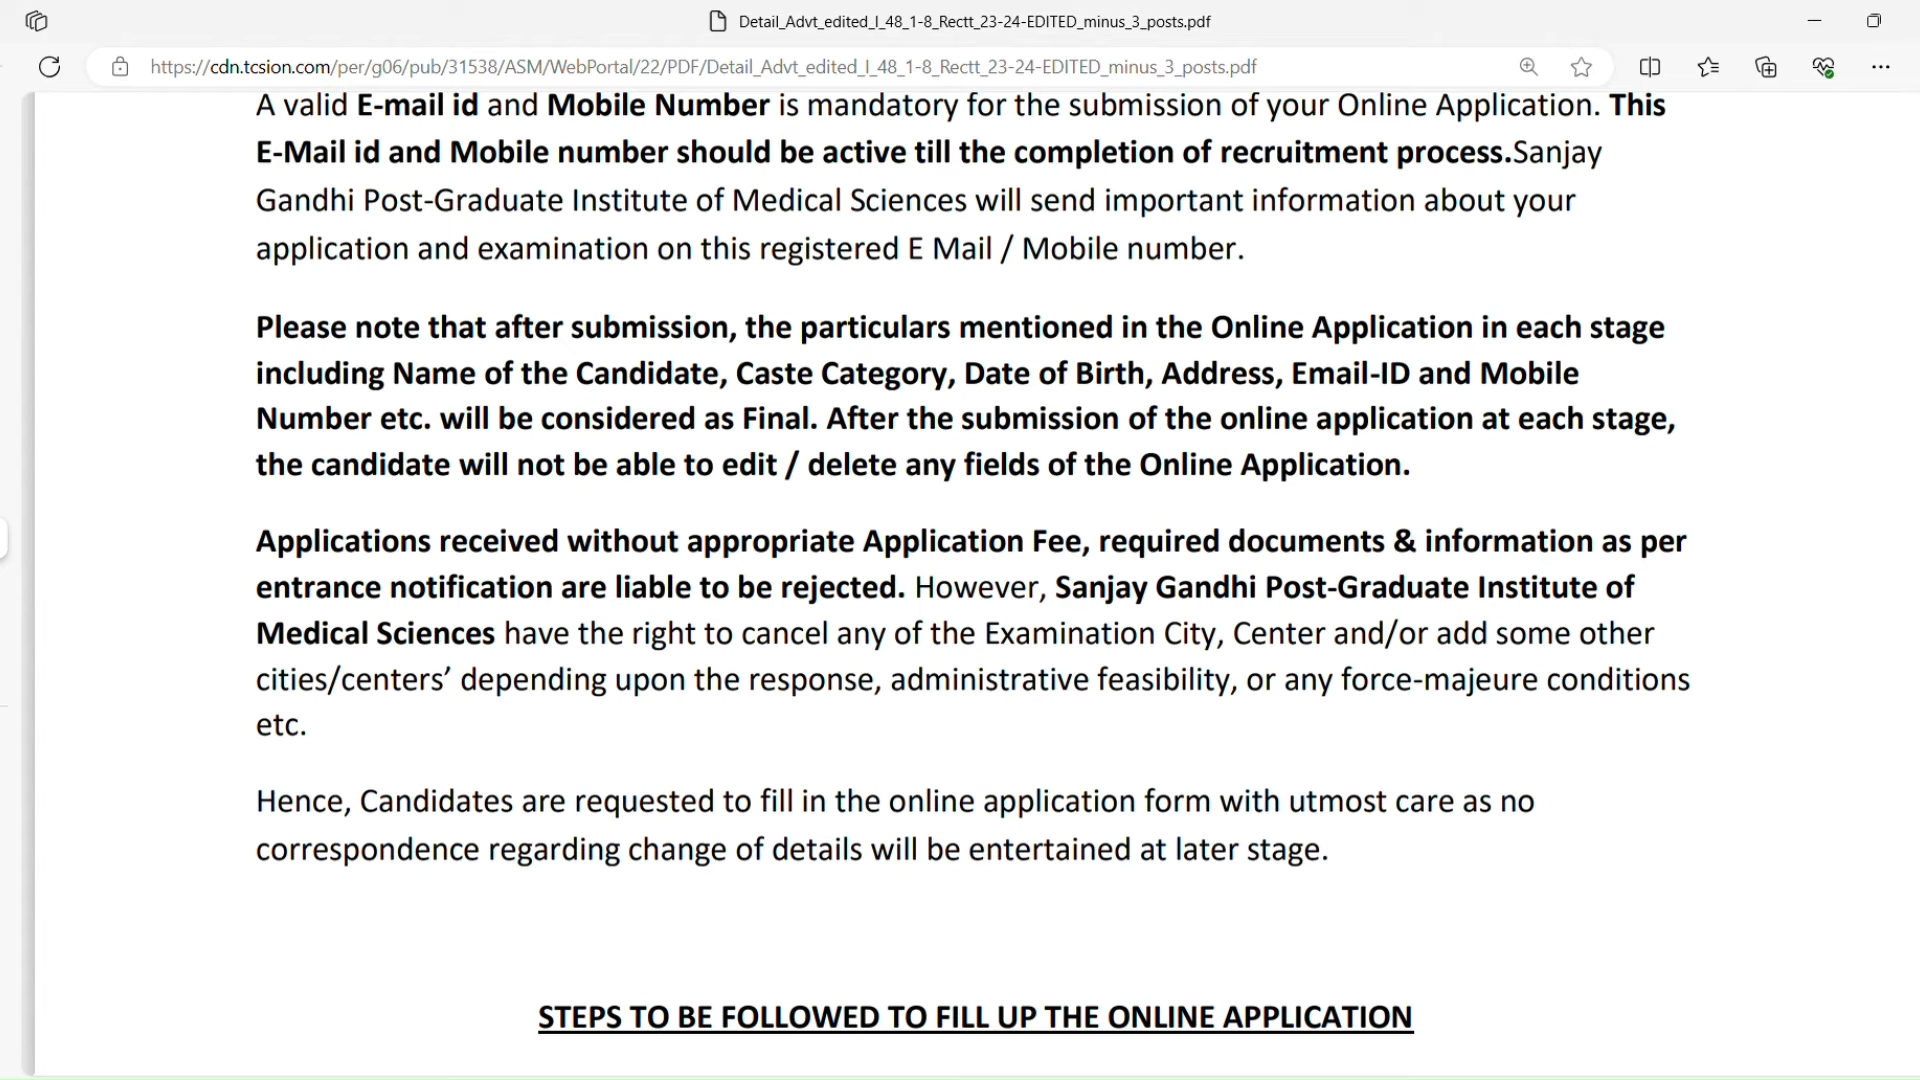 Detail_Advt_edited_I_48_1-8_Rectt_23-24-EDITED_minus_3_posts.pdf
https://cdn.tcsion.com/per/g06/pub/31538/ASM/WebPortal/22/PDF/Detail_Advt_edited_I_48_1-8_Rectt_23-24-EDITED_minus_3_posts.pdf
A valid E-mail id and Mobile Number is mandatory for the submission of your Online Application. This
E-Mail id and Mobile number should be active till the completion of recruitment process.Sanjay
Gandhi Post-Graduate Institute of Medical Sciences will send important information about your
application and examination on this registered E Mail / Mobile number.
Please note that after submission, the particulars mentioned in the Online Application in each stage
including Name of the Candidate, Caste Category, Date of Birth, Address, Email-ID and Mobile
Number etc. will be considered as Final. After the submission of the online application at each stage,
the candidate will not be able to edit / delete any fields of the Online Application.
Applications received without appropriate Application Fee, required documents & information as per
entrance notification are liable to be rejected. However, Sanjay Gandhi Post-Graduate Institute of
Medical Sciences have the right to cancel any of the Examination City, Center and/or add some other
cities/centers’ depending upon the response, administrative feasibility, or any force-majeure conditions
etc.
Hence, Candidates are requested to fill in the online application form with utmost care as no
correspondence regarding change of details will be entertained at later stage.
STEPS TO BE FOLLOWED TO FILL UP THE ONLINE APPLICATION